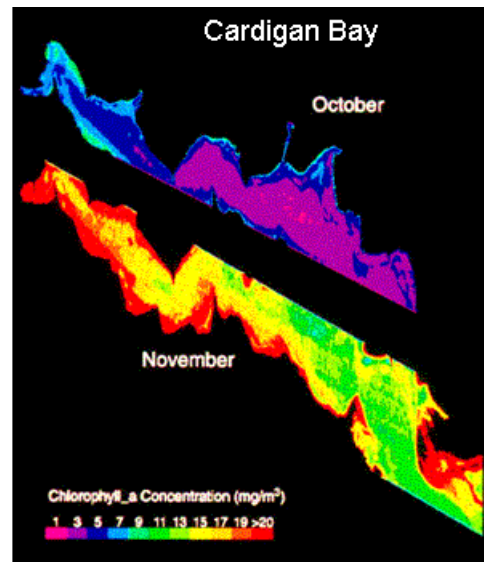 Cardigan Bay
October
November
Chlorophyll_a Concentration (mg/m³)
1 3 5 7 9 11 13 15 17 19 >20